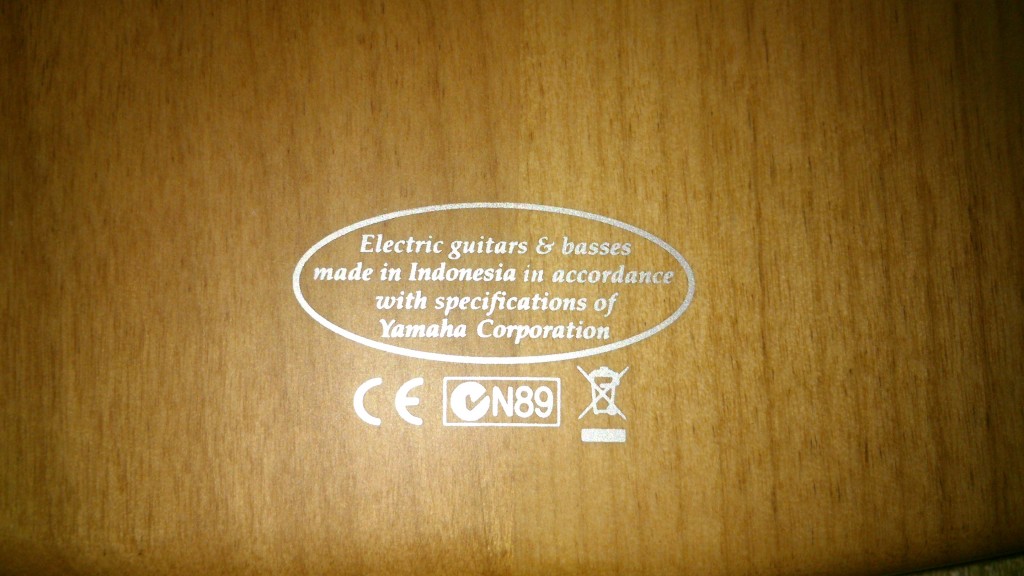 Electric guitars & basses
made in Indonesia in accordance
with specifications of
Yamaha Corporation
CE N89